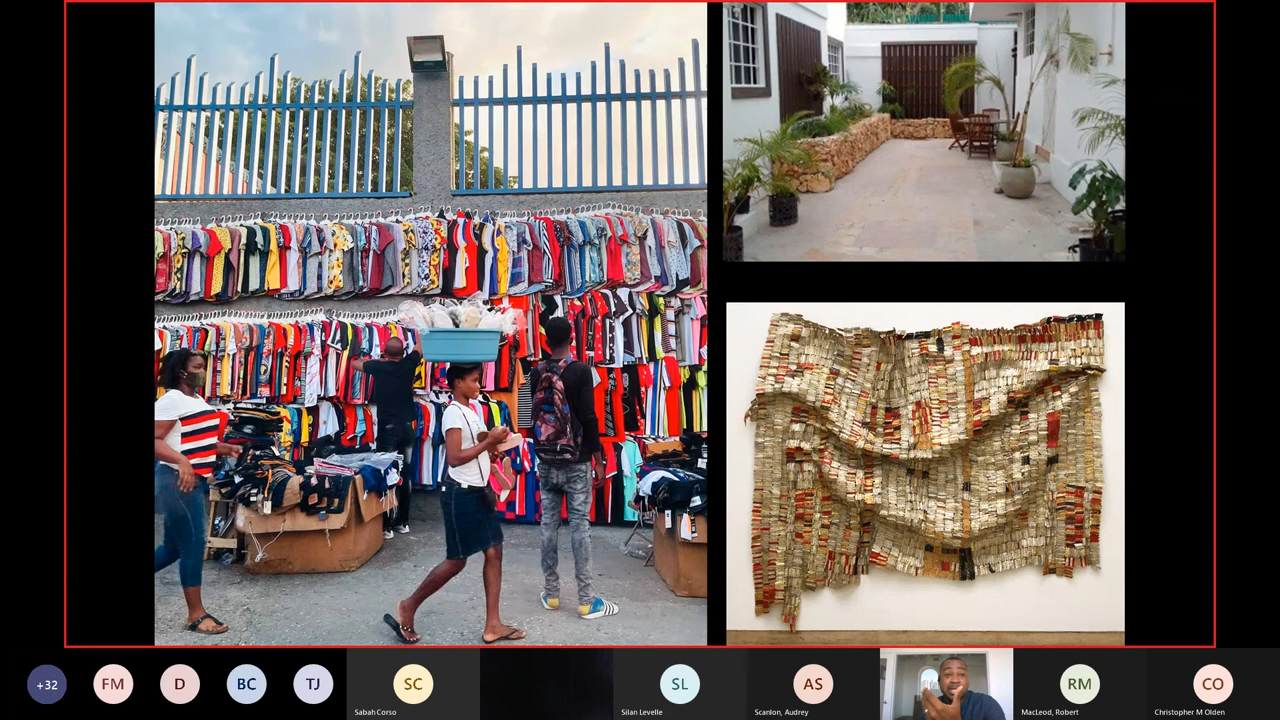 +32
FM
D
BC
TJ
SC
SL
AS
RM
CO
Sabah Corso
Silan Levelle
Scanlon, Audrey
MacLeod, Robert
Christopher M Olden